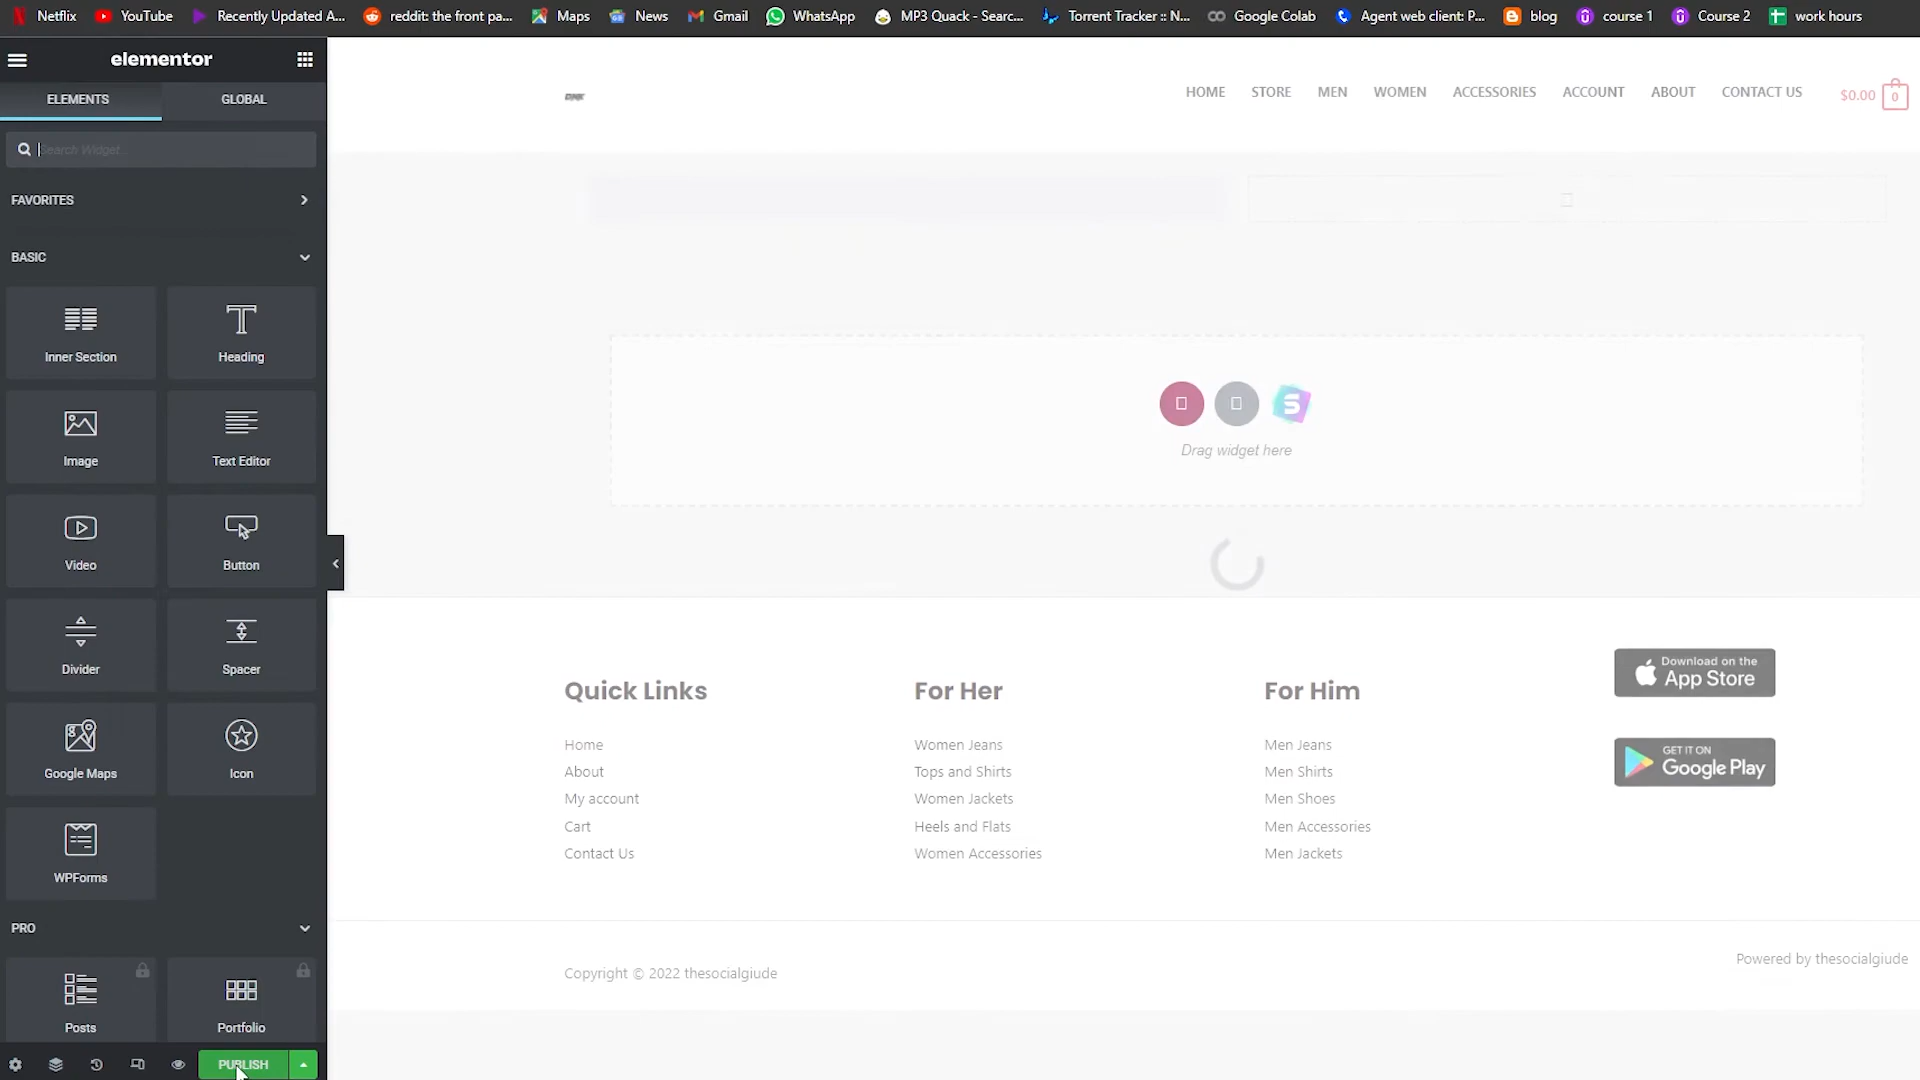 Netflix YouTube Recently Updated A... reddit: the front pa... Maps News Gmail WhatsApp MP3 Quack - Searc... Torrent Tracker :: N... Google Colab Agent web client: P... blog course 1 Course 2 work hours
elementor
ELEMENTS GLOBAL
Search Widget...
FAVORITES
BASIC
Inner Section Heading
Image Text Editor
Video Button
Divider Spacer
Google Maps Icon
WPForms
PRO
Posts Portfolio
PUBLISH
HOME STORE MEN WOMEN ACCESSORIES ACCOUNT ABOUT CONTACT US $0.00 0
S
Drag widget here
Quick Links
Home
About
My account
Cart
Contact Us
For Her
Women Jeans
Tops and Shirts
Women Jackets
Heels and Flats
Women Accessories
For Him
Men Jeans
Men Shirts
Men Shoes
Men Accessories
Men Jackets
Download on the
App Store
GET IT ON
Google Play
Copyright © 2022 thesocialgiude
Powered by thesocialgiude